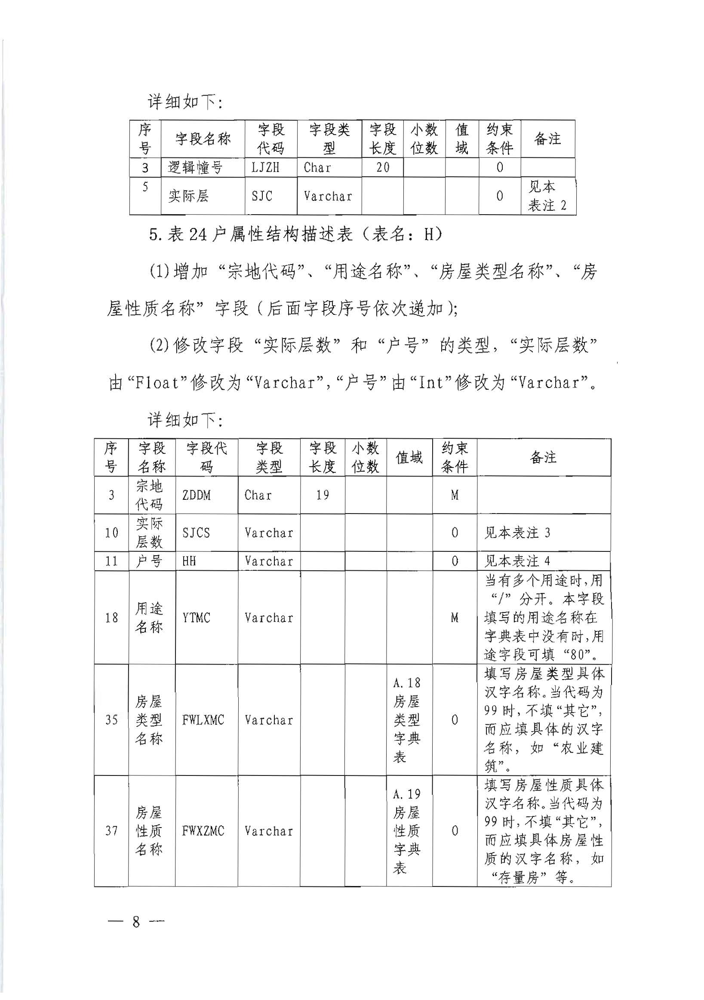 详细如下：
序号 字段名称 字段代码 字段类型 字段长度 小数位数 值域 约束条件 备注
3 逻辑幢号 LJZH Char 20 O
5 实际层 SJC Varchar O 见本表注 2
5. 表 24 户属性结构描述表（表名：H）
(1)增加“宗地代码”、“用途名称”、“房屋类型名称”、“房
屋性质名称”字段（后面字段序号依次递加）；
(2)修改字段“实际层数”和“户号”的类型，“实际层数”
由“Float”修改为“Varchar”，“户号”由“Int”修改为“Varchar”。
详细如下：
序号 字段名称 字段代码 字段类型 字段长度 小数位数 值域 约束条件 备注
3 宗地代码 ZDDM Char 19 M
10 实际层数 SJCS Varchar O 见本表注 3
11 户号 HH Varchar O 见本表注 4
18 用途名称 YTMC Varchar M 当有多个用途时，用“/”分开。本字段填写的用途名称在字典表中没有时，用途字段可填“80”。
35 房屋类型名称 FWLXMC Varchar A.18 房屋类型字典表 O 填写房屋类型具体汉字名称。当代码为 99 时，不填“其它”，而应填具体的汉字名称，如“农业建筑”。
37 房屋性质名称 FWXZMC Varchar A.19 房屋性质字典表 O 填写房屋性质具体汉字名称。当代码为 99 时，不填“其它”，而应填具体房屋性质的汉字名称，如“存量房”等。
— 8 —